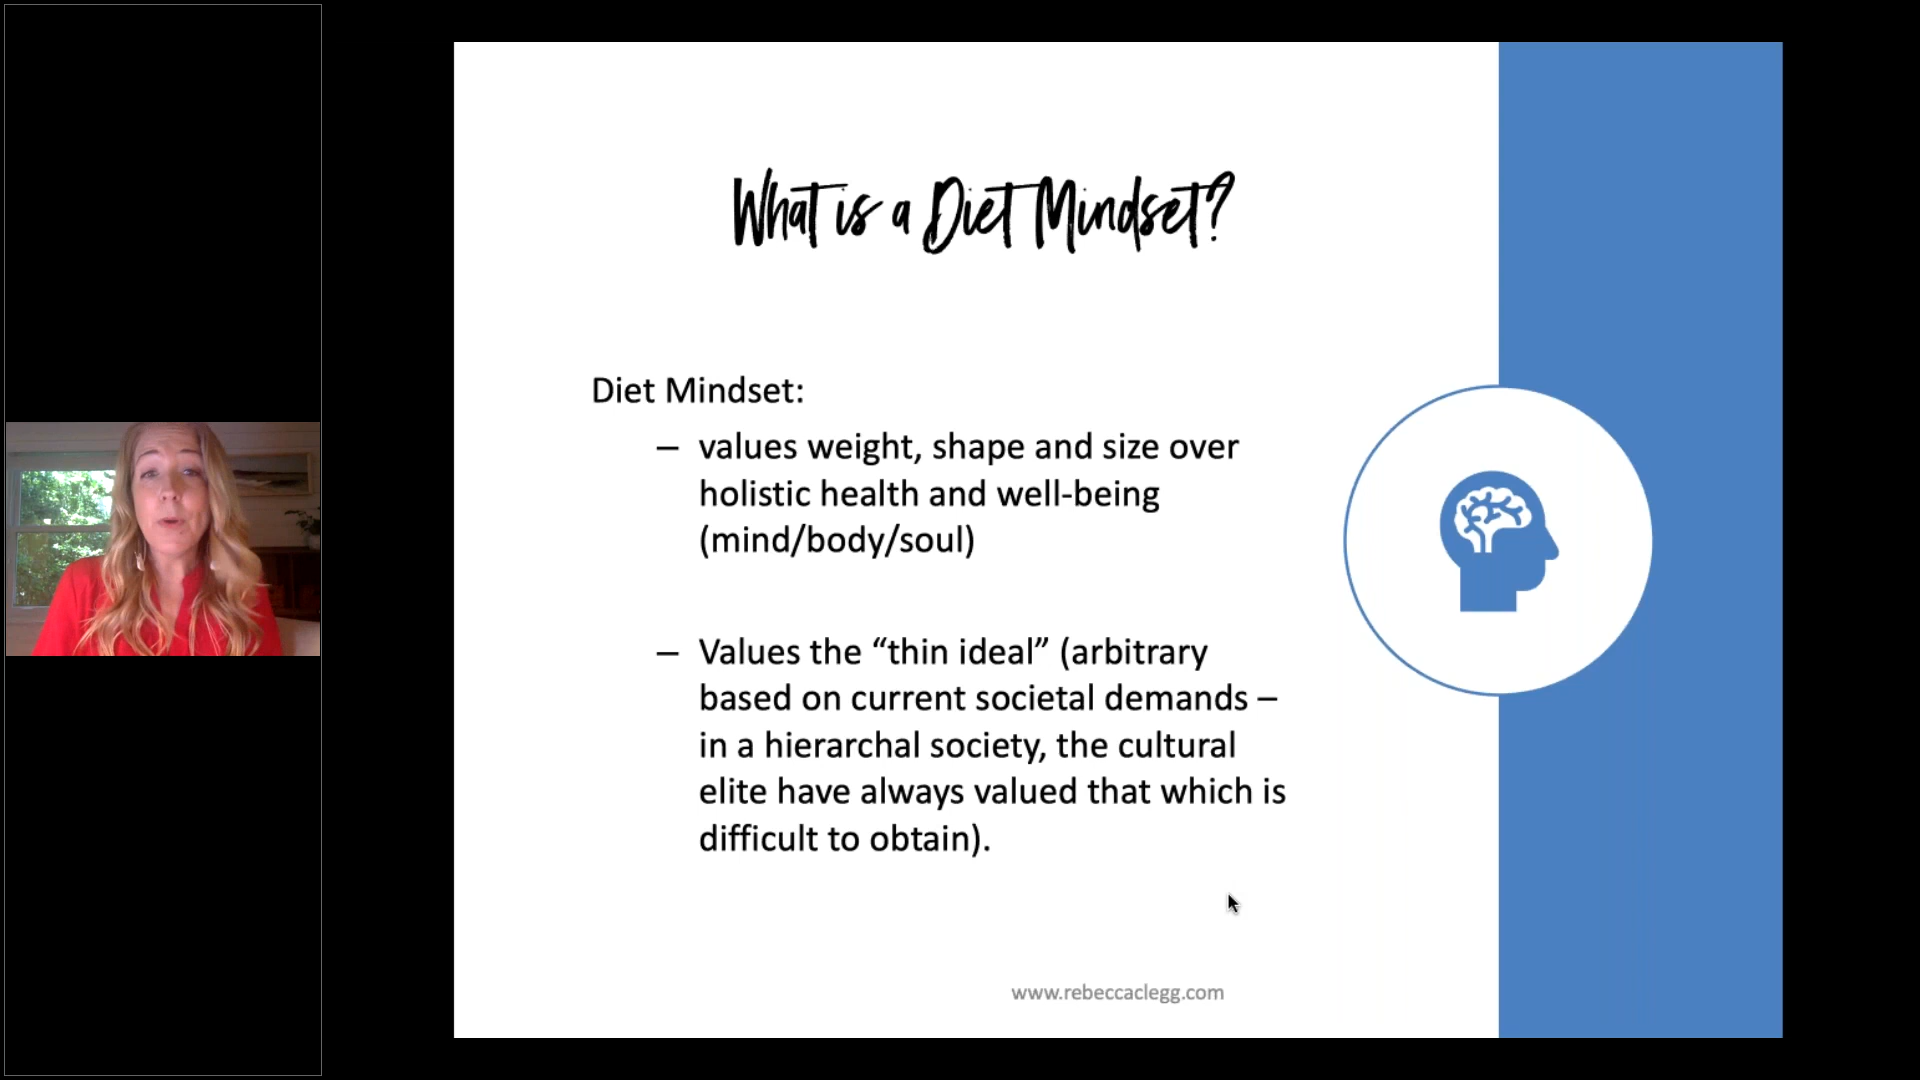 What is a Diet Mindset?
Diet Mindset:
– values weight, shape and size over
holistic health and well-being
(mind/body/soul)
– Values the “thin ideal” (arbitrary
based on current societal demands –
in a hierarchal society, the cultural
elite have always valued that which is
difficult to obtain).
www.rebeccaclegg.com